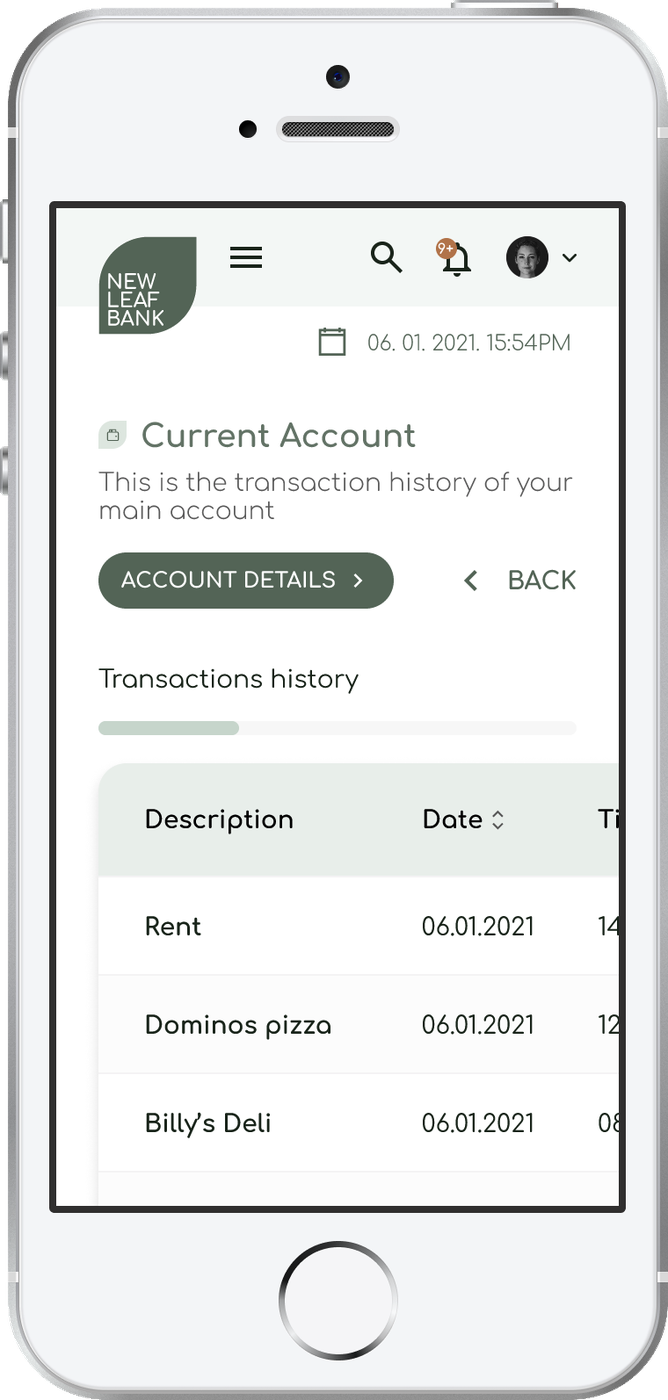 NEW
LEAF
BANK
9+
06. 01. 2021. 15:54PM
Current Account
This is the transaction history of your
main account
ACCOUNT DETAILS
BACK
Transactions history
Description Date
Rent 06.01.2021 14
Dominos pizza 06.01.2021 12
Billy's Deli 06.01.2021